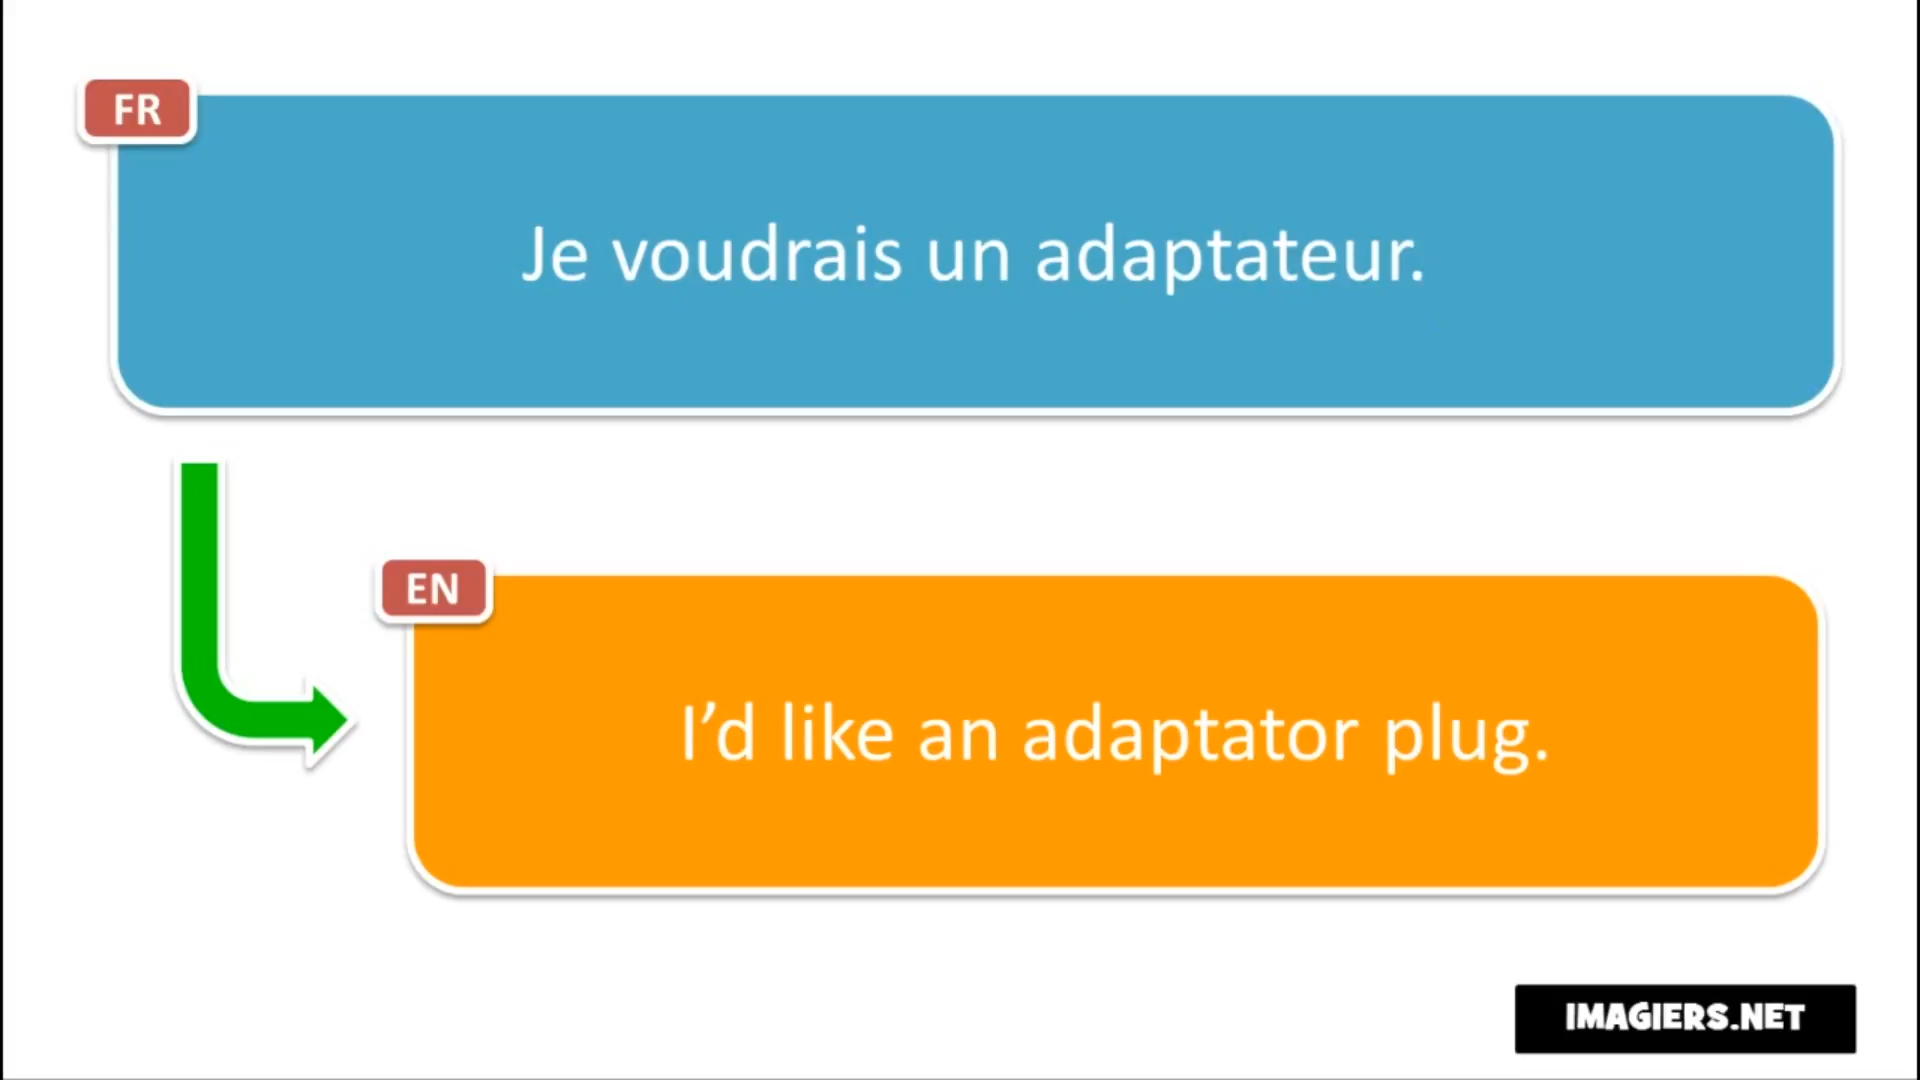 FR
Je voudrais un adaptateur.
EN
I’d like an adaptator plug.
IMAGIERS.NET